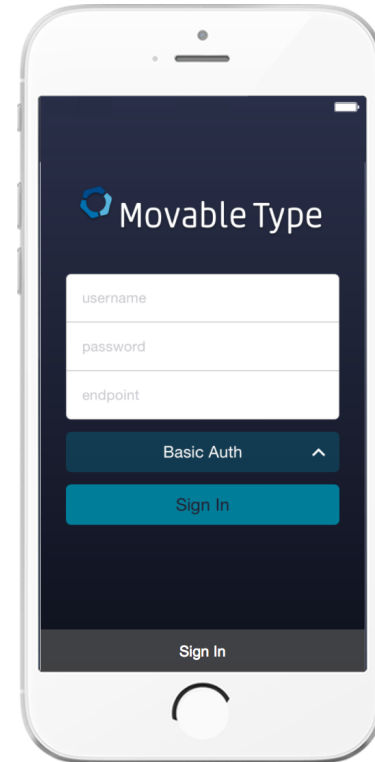 Movable Type
username
password
endpoint
Basic Auth
Sign In
Sign In